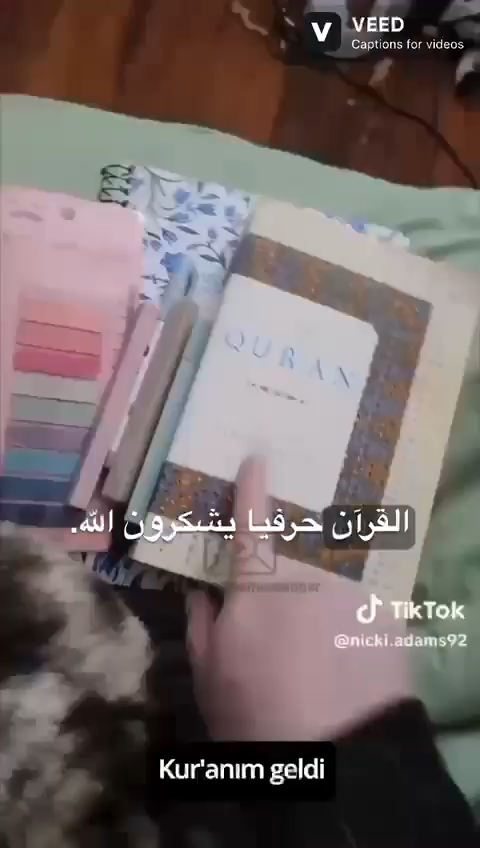 VEED
Captions for videos
QURAN
القرآن حرفيا يشكرون الله.
TikTok
@nicki.adams92
Kur'anım geldi